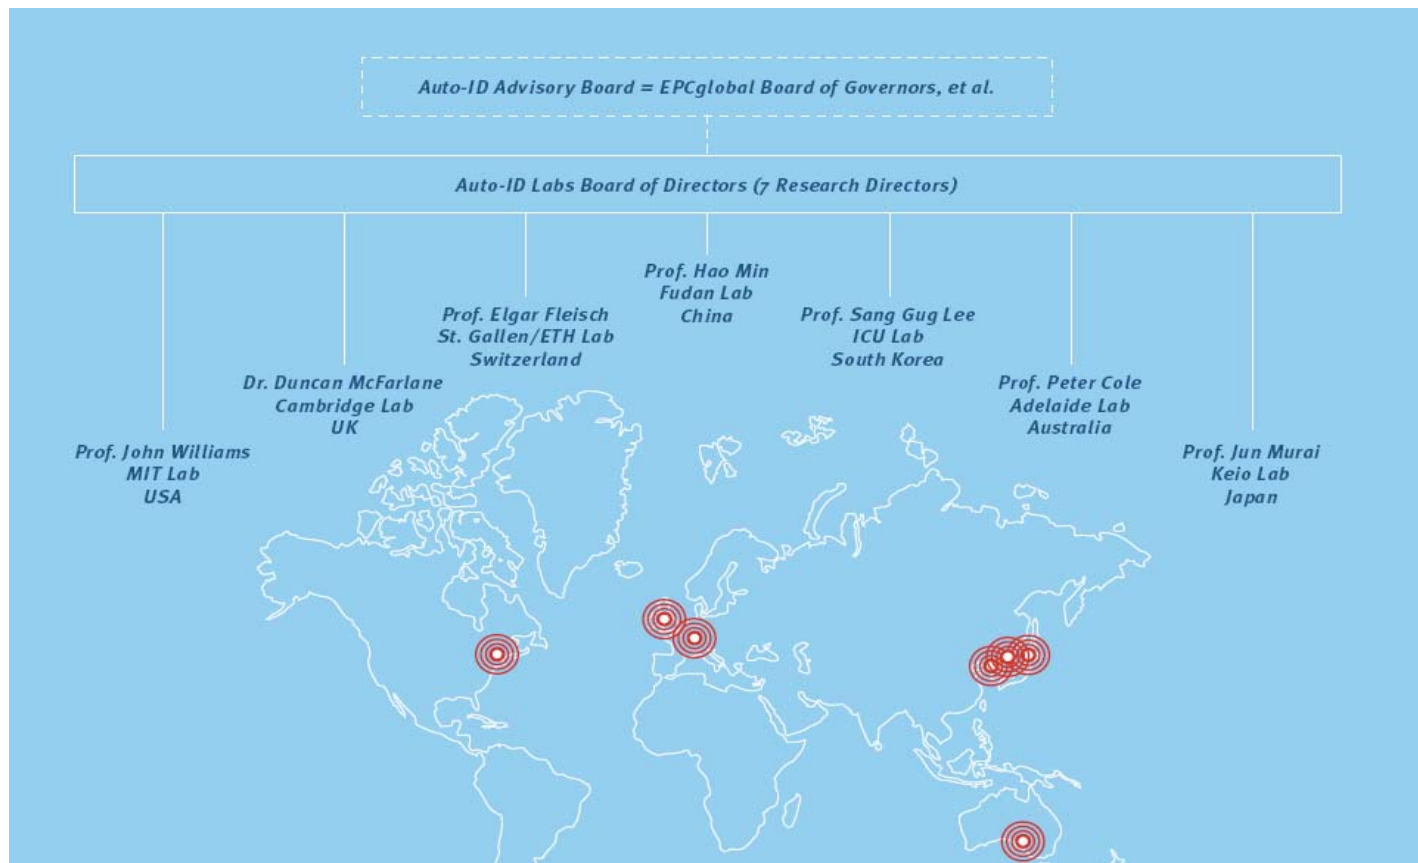 Auto-ID Advisory Board = EPCglobal Board of Governors, et al.
Auto-ID Labs Board of Directors (7 Research Directors)
Prof. John Williams
MIT Lab
USA
Dr. Duncan McFarlane
Cambridge Lab
UK
Prof. Elgar Fleisch
St. Gallen/ETH Lab
Switzerland
Prof. Hao Min
Fudan Lab
China
Prof. Sang Gug Lee
ICU Lab
South Korea
Prof. Peter Cole
Adelaide Lab
Australia
Prof. Jun Murai
Keio Lab
Japan